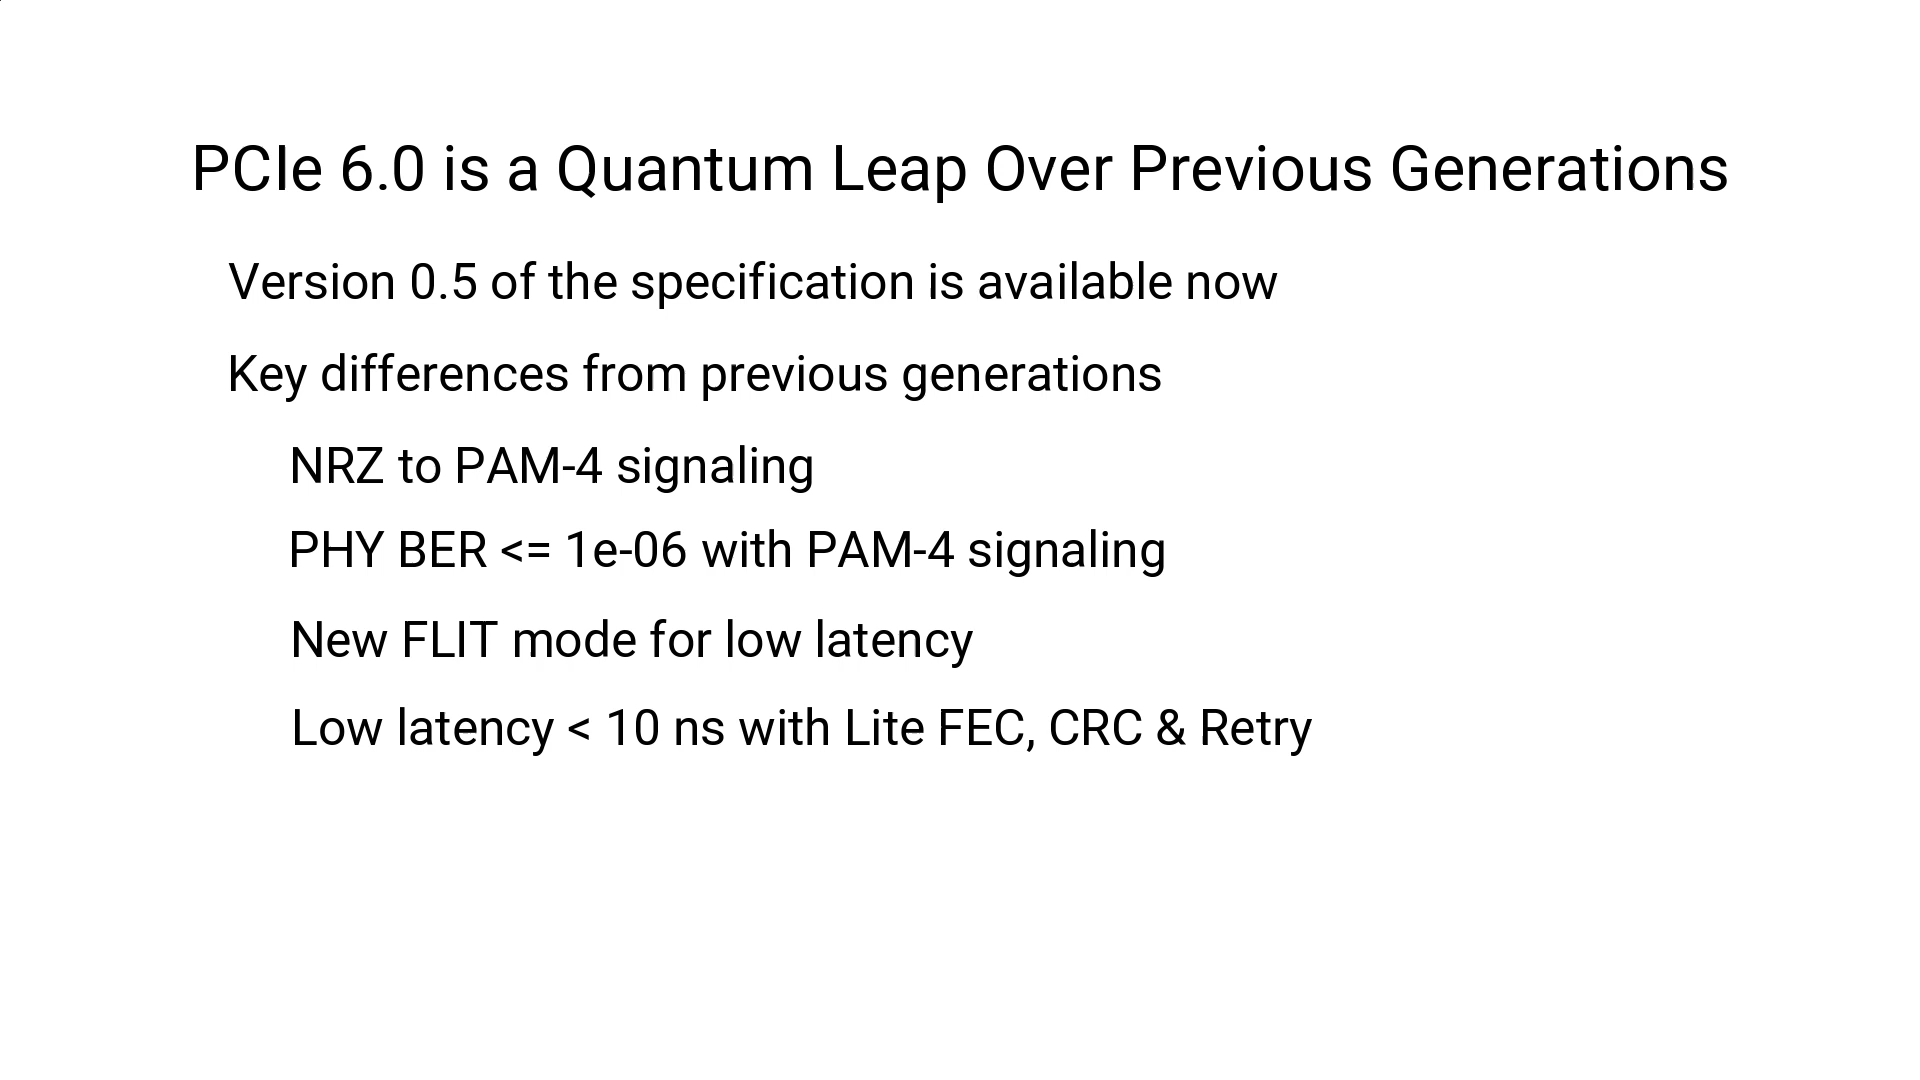 PCIe 6.0 is a Quantum Leap Over Previous Generations
Version 0.5 of the specification is available now
Key differences from previous generations
NRZ to PAM-4 signaling
PHY BER <= 1e-06 with PAM-4 signaling
New FLIT mode for low latency
Low latency < 10 ns with Lite FEC, CRC & Retry